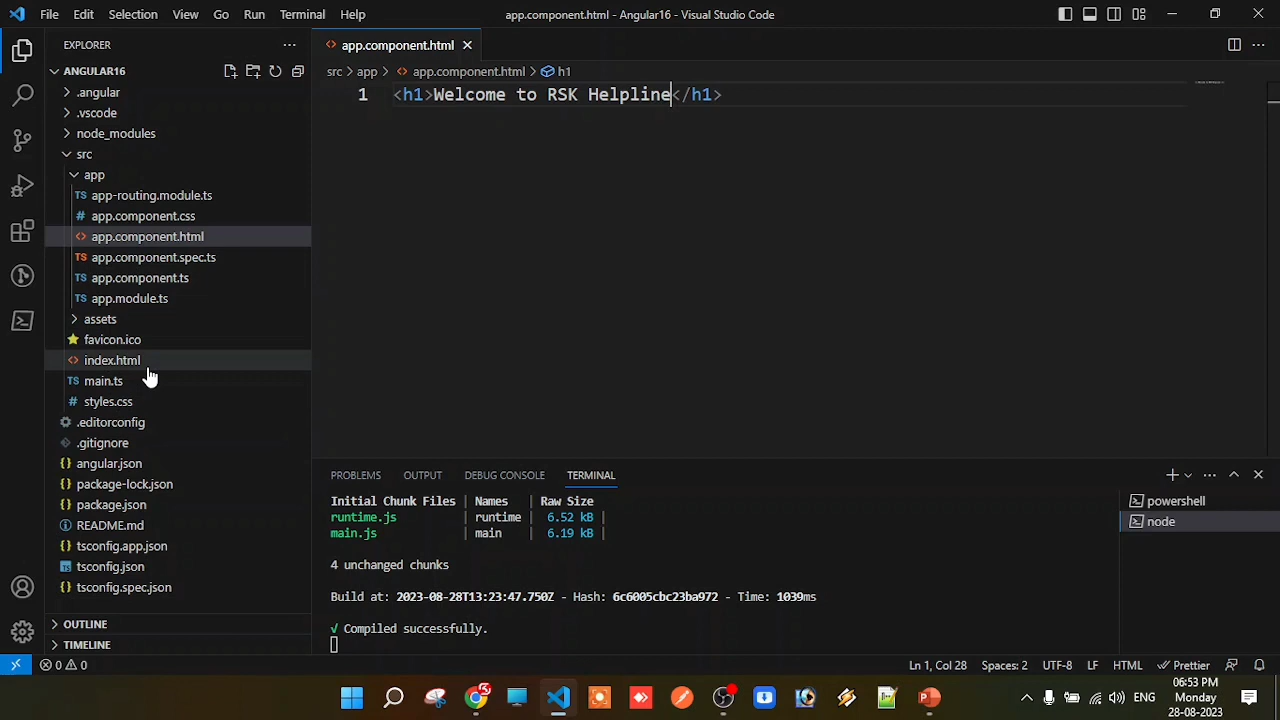 File Edit Selection View Go Run Terminal Help
app.component.html - Angular16 - Visual Studio Code
EXPLORER
ANGULAR16
.angular
.vscode
node_modules
src
app
TS app-routing.module.ts
# app.component.css
<> app.component.html
TS app.component.spec.ts
TS app.component.ts
TS app.module.ts
assets
favicon.ico
<> index.html
TS main.ts
# styles.css
.editorconfig
.gitignore
{} angular.json
{} package-lock.json
{} package.json
README.md
{} tsconfig.app.json
TS tsconfig.json
{} tsconfig.spec.json
OUTLINE
TIMELINE
<> app.component.html
src > app > <> app.component.html > h1
1 <h1>Welcome to RSK Helpline</h1>
PROBLEMS OUTPUT DEBUG CONSOLE TERMINAL
Initial Chunk Files | Names | Raw Size
runtime.js | runtime | 6.52 kB |
main.js | main | 6.19 kB |
4 unchanged chunks
Build at: 2023-08-28T13:23:47.750Z - Hash: 6c6005cbc23ba972 - Time: 1039ms
√ Compiled successfully.
powershell
node
0 0
Ln 1, Col 28 Spaces: 2 UTF-8 LF HTML Prettier
ENG
06:53 PM
Monday
28-08-2023